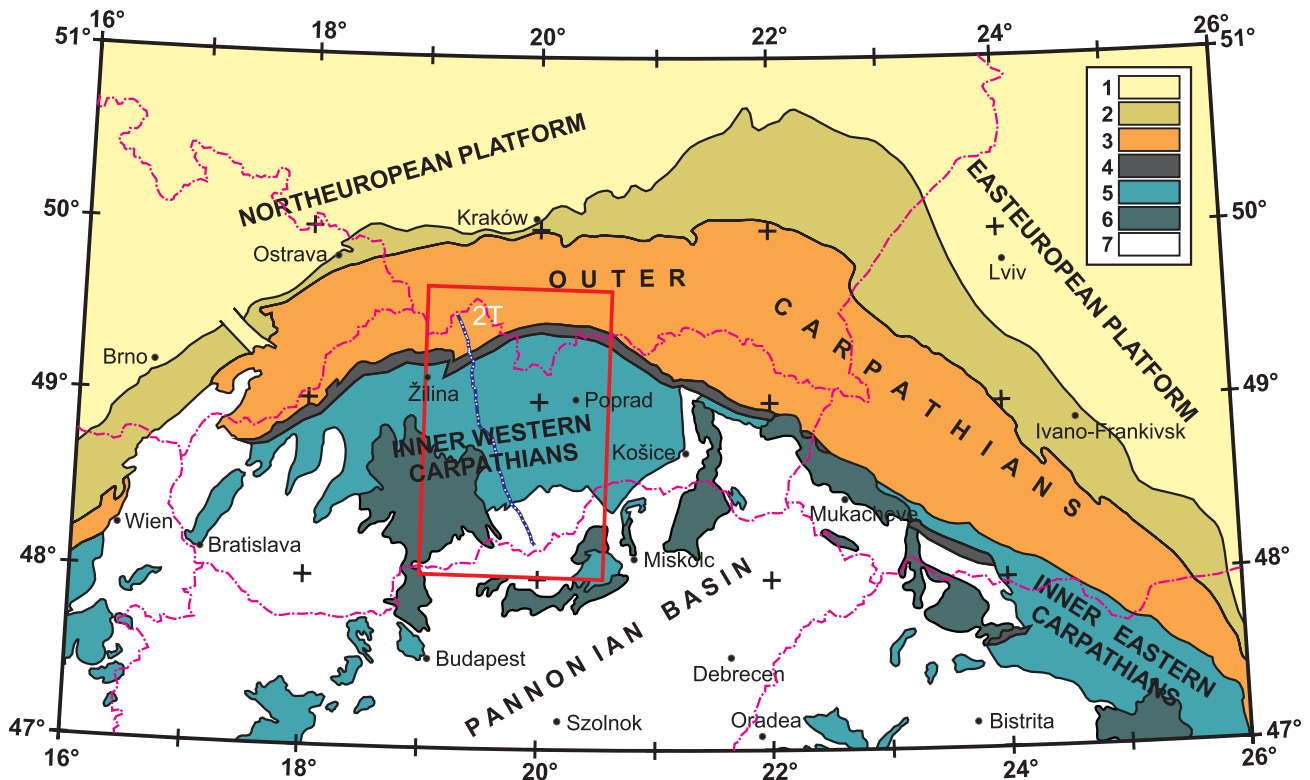 16° 18° 20° 22° 24° 26°
51° 51°
1
2
3
4
5
6
7
NORTHEUROPEAN PLATFORM
EASTEUROPEAN PLATFORM
50° 50°
Kraków
Ostrava
Lviv
OUTER
CARPATHIANS
2T
Brno
49° 49°
Žilina
Poprad
Ivano-Frankivsk
INNER WESTERN
CARPATHIANS
Košice
Wien
Mukacheve
Bratislava
48° 48°
Miskolc
PANNONIAN BASIN
INNER EASTERN
CARPATHIANS
Budapest
Debrecen
Szolnok
Oradea
Bistrita
47° 47°
16° 18° 20° 22° 24° 26°